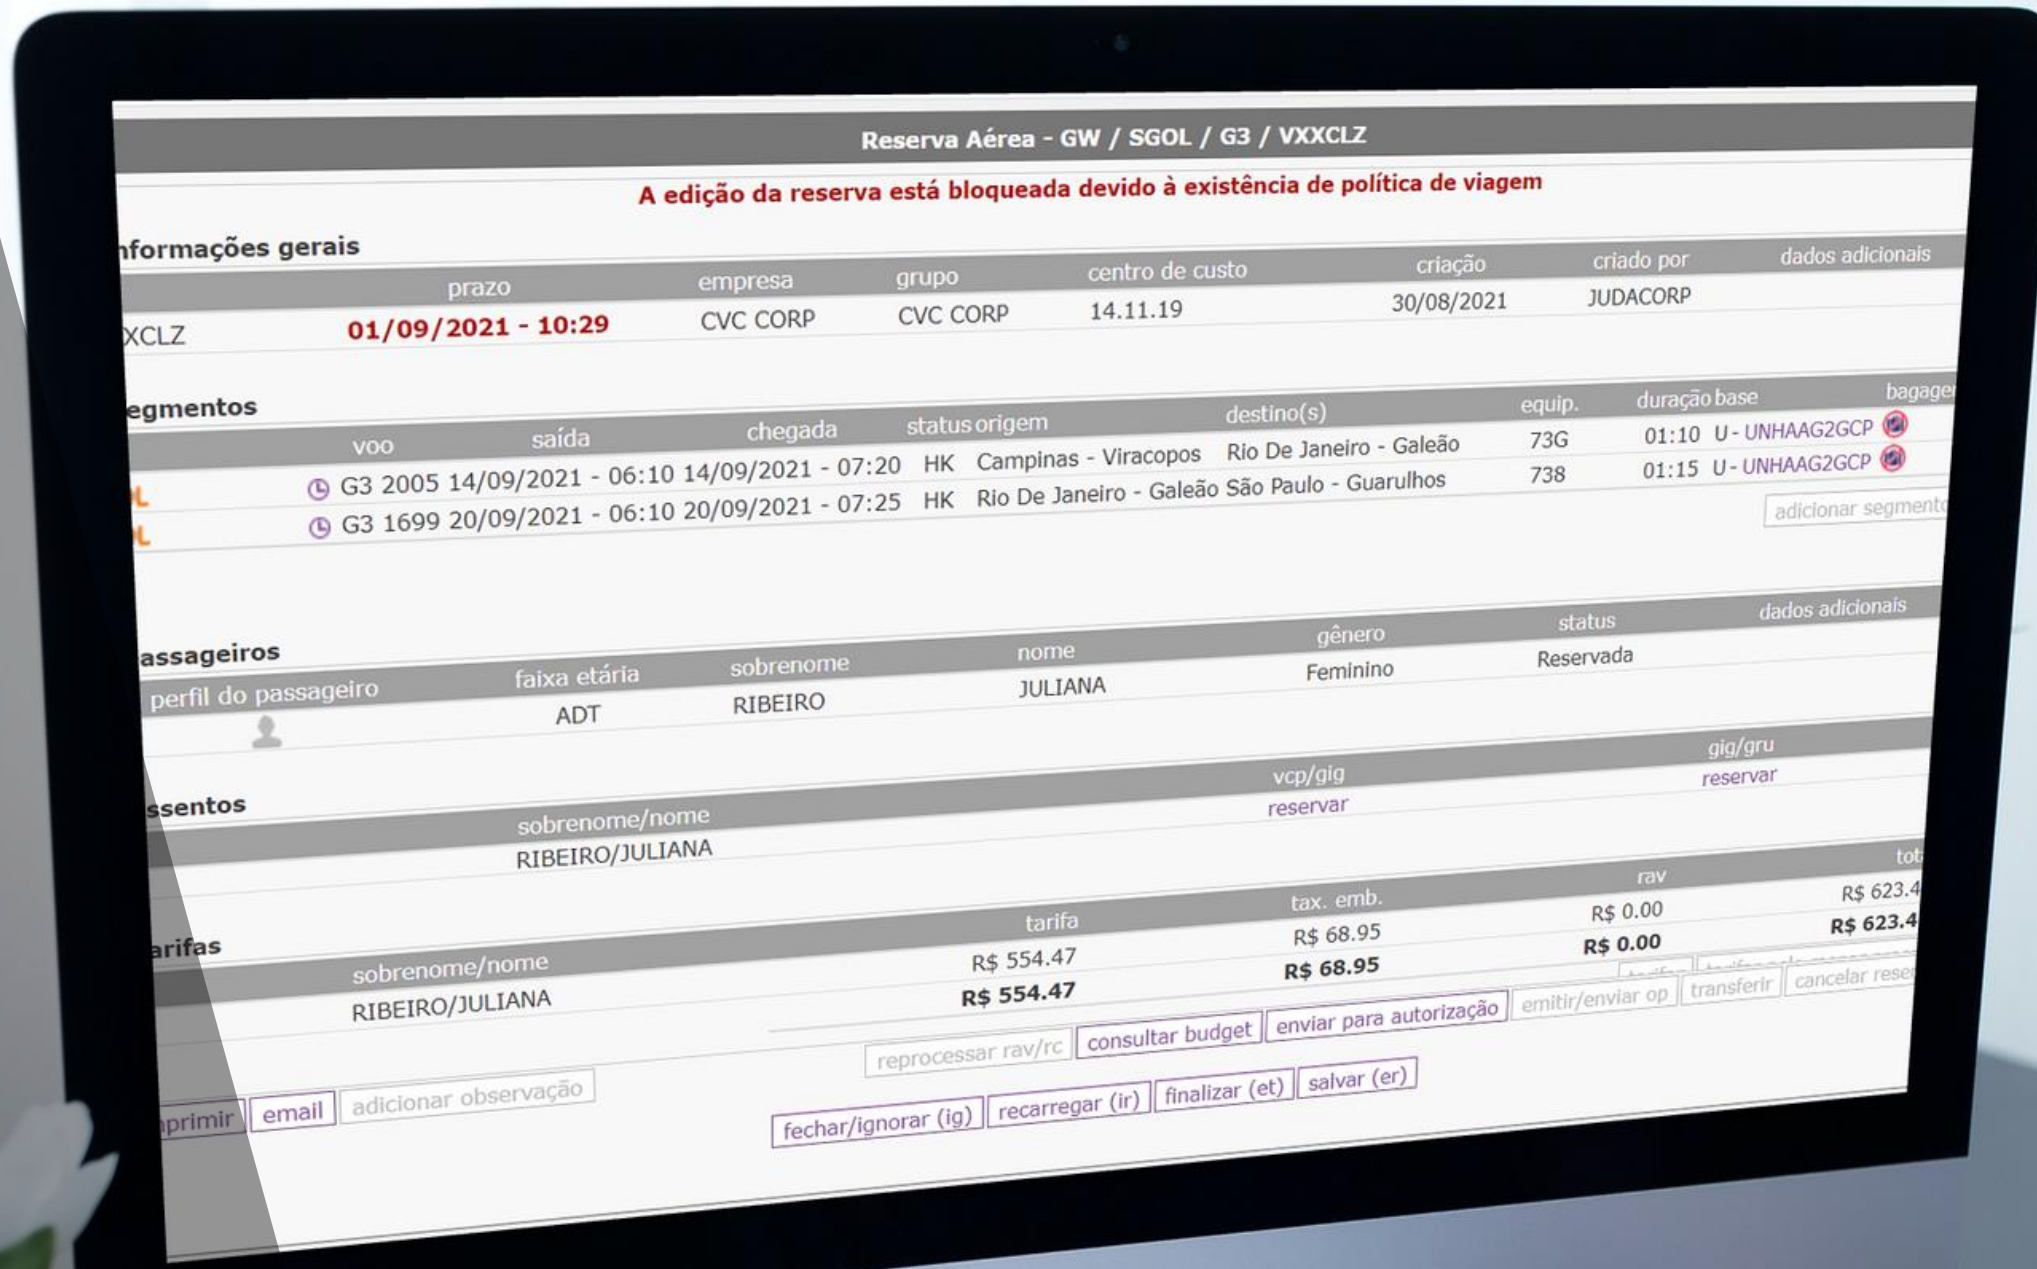 Reserva Aérea - GW / SGOL / G3 / VXXCLZ
A edição da reserva está bloqueada devido à existência de política de viagem
nformações gerais
prazo empresa grupo centro de custo criação criado por dados adicionais
XCLZ 01/09/2021 - 10:29 CVC CORP CVC CORP 14.11.19 30/08/2021 JUDACORP
egmentos
voo saída chegada status origem destino(s) equip. duração base bagage
OL G3 2005 14/09/2021 - 06:10 14/09/2021 - 07:20 HK Campinas - Viracopos Rio De Janeiro - Galeão 73G 01:10 U - UNHAAG2GCP
L G3 1699 20/09/2021 - 06:10 20/09/2021 - 07:25 HK Rio De Janeiro - Galeão São Paulo - Guarulhos 738 01:15 U - UNHAAG2GCP
adicionar segmento
assageiros
perfil do passageiro faixa etária sobrenome nome gênero status dados adicionais
ADT RIBEIRO JULIANA Feminino Reservada
ssentos
sobrenome/nome vcp/gig gig/gru
RIBEIRO/JULIANA reservar reservar
arifas
sobrenome/nome tarifa tax. emb. rav tot
RIBEIRO/JULIANA R$ 554.47 R$ 68.95 R$ 0.00 R$ 623.4
R$ 554.47 R$ 68.95 R$ 0.00 R$ 623.4
reprocessar rav/rc consultar budget enviar para autorização emitir/enviar op transferir cancelar reser
primir email adicionar observação
fechar/ignorar (ig) recarregar (ir) finalizar (et) salvar (er)